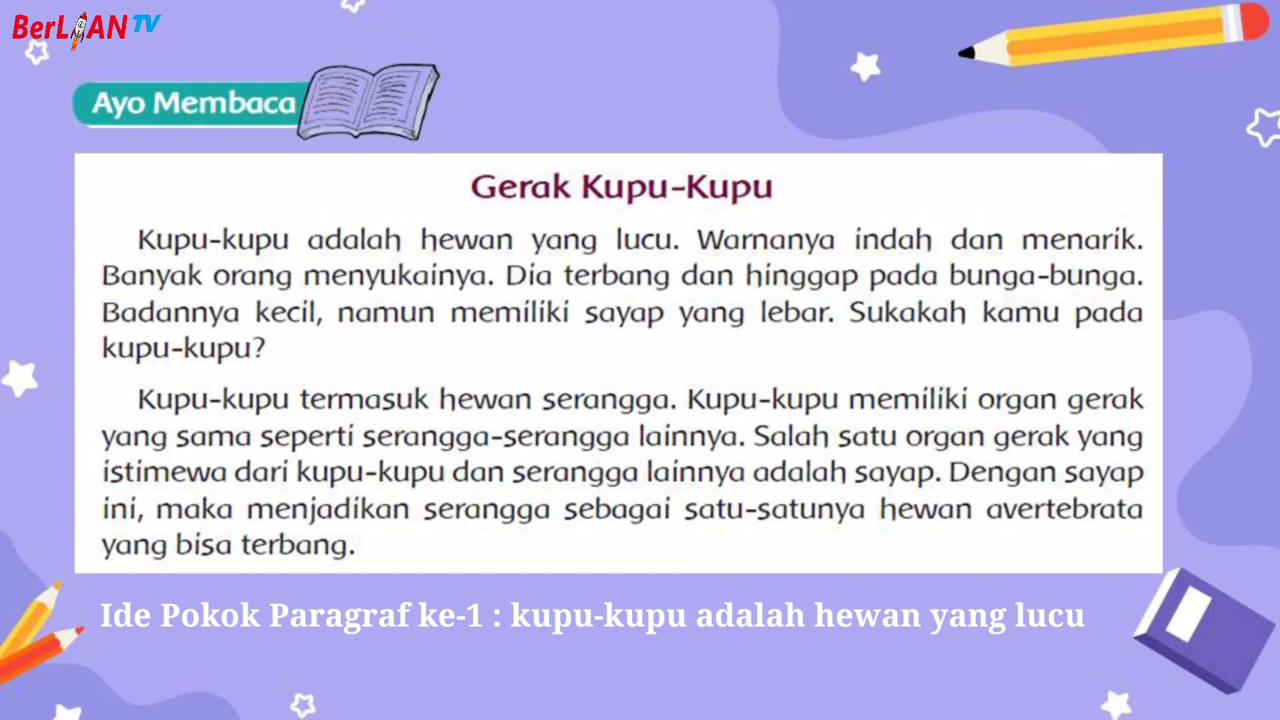 BerLIAN TV
Ayo Membaca
Gerak Kupu-Kupu
Kupu-kupu adalah hewan yang lucu. Warnanya indah dan menarik.
Banyak orang menyukainya. Dia terbang dan hinggap pada bunga-bunga.
Badannya kecil, namun memiliki sayap yang lebar. Sukakah kamu pada
kupu-kupu?
Kupu-kupu termasuk hewan serangga. Kupu-kupu memiliki organ gerak
yang sama seperti serangga-serangga lainnya. Salah satu organ gerak yang
istimewa dari kupu-kupu dan serangga lainnya adalah sayap. Dengan sayap
ini, maka menjadikan serangga sebagai satu-satunya hewan avertebrata
yang bisa terbang.
Ide Pokok Paragraf ke-1 : kupu-kupu adalah hewan yang lucu